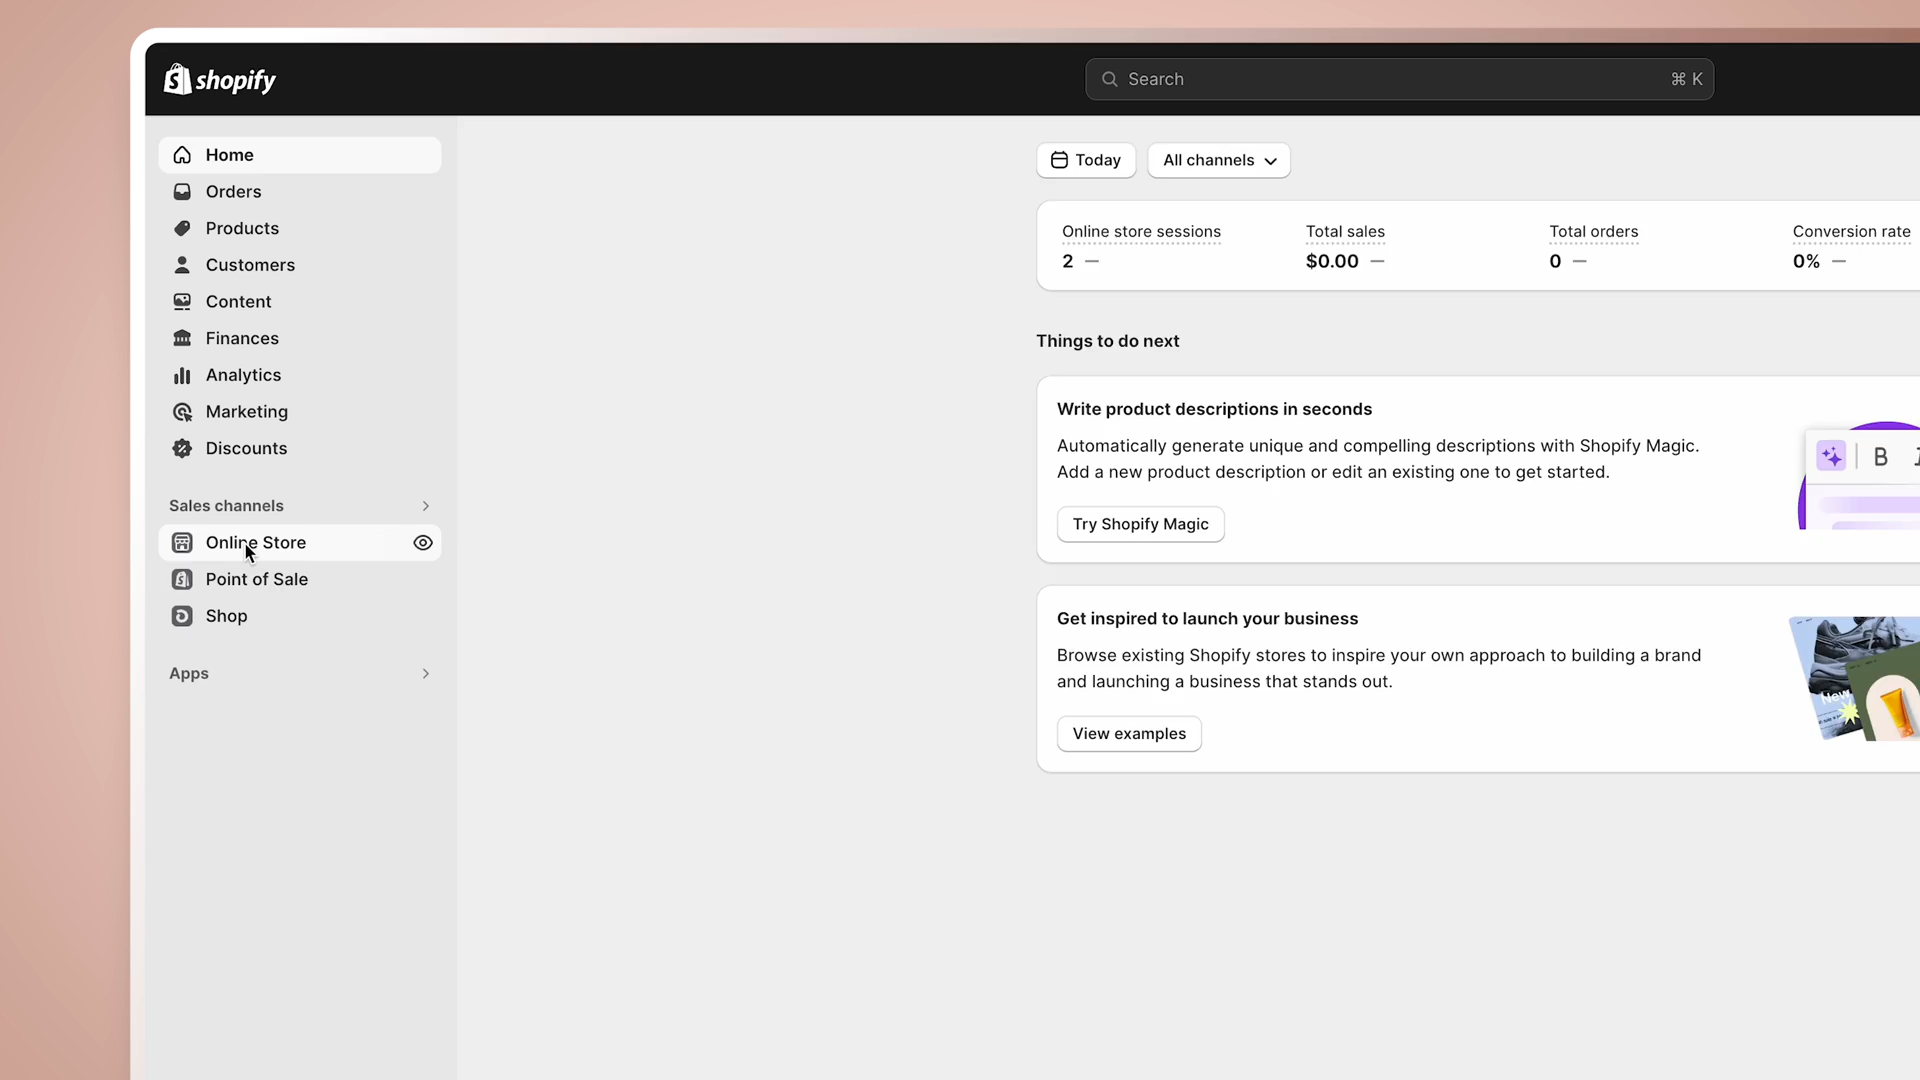 shopify
Search
⌘ K
Home
Orders
Products
Customers
Content
Finances
Analytics
Marketing
Discounts
Sales channels
Online Store
Point of Sale
Shop
Apps
Today
All channels
Online store sessions
2 —
Total sales
$0.00 —
Total orders
0 —
Conversion rate
0% —
Things to do next
Write product descriptions in seconds
Automatically generate unique and compelling descriptions with Shopify Magic.
Add a new product description or edit an existing one to get started.
Try Shopify Magic
B
Get inspired to launch your business
Browse existing Shopify stores to inspire your own approach to building a brand
and launching a business that stands out.
View examples
New